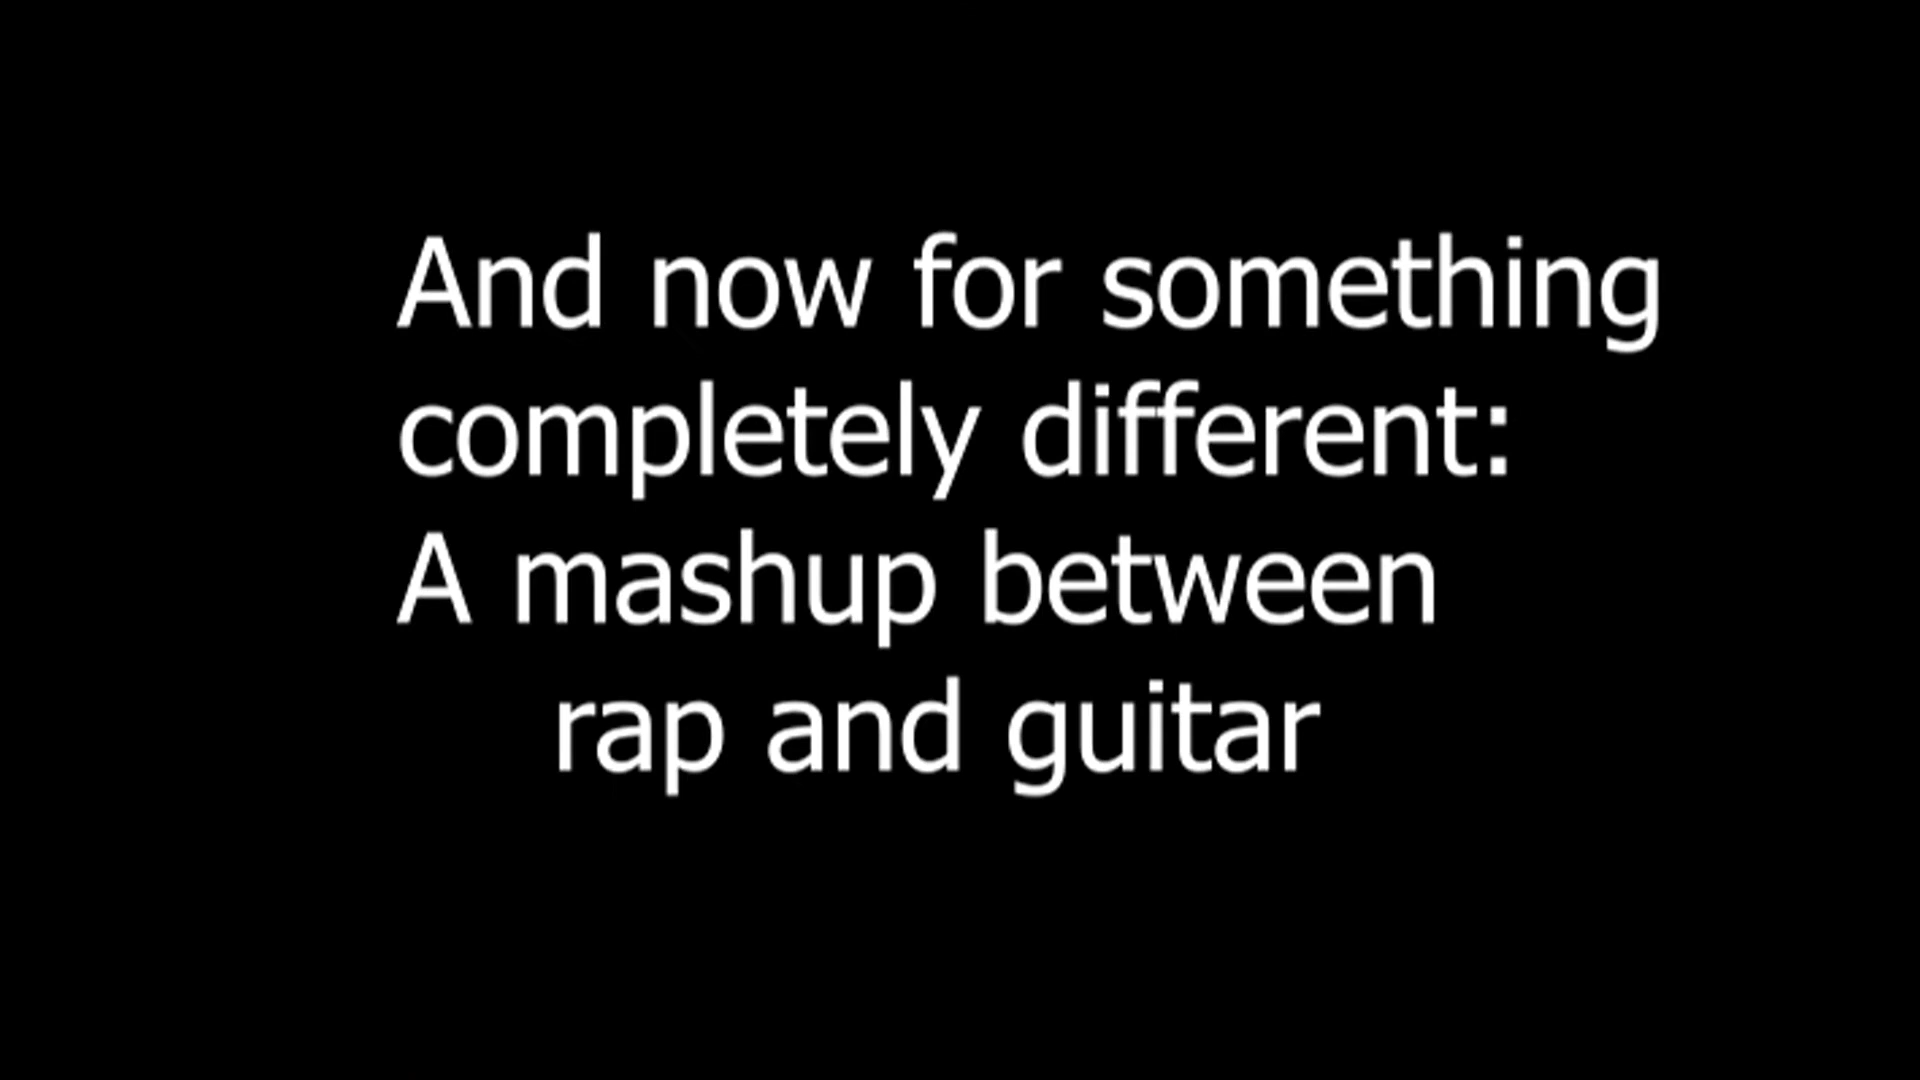 And now for something
completely different:
A mashup between
rap and guitar